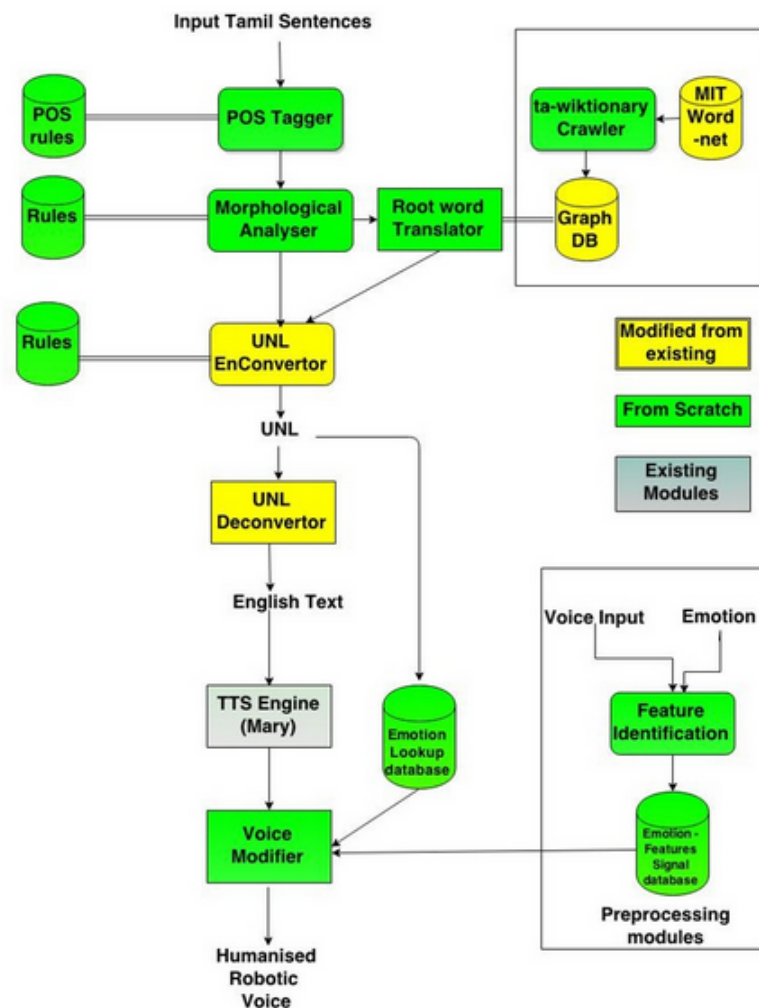 Input Tamil Sentences
POS
rules
POS Tagger
ta-wiktionary
Crawler
MIT
Word
-net
Rules
Morphological
Analyser
Root word
Translator
Graph
DB
Rules
UNL
EnConvertor
Modified from
existing
UNL
From Scratch
Existing
Modules
UNL
Deconvertor
English Text
Voice Input
Emotion
TTS Engine
(Mary)
Emotion
Lookup
database
Feature
Identification
Voice
Modifier
Emotion -
Features
Signal
database
Preprocessing
modules
Humanised
Robotic
Voice